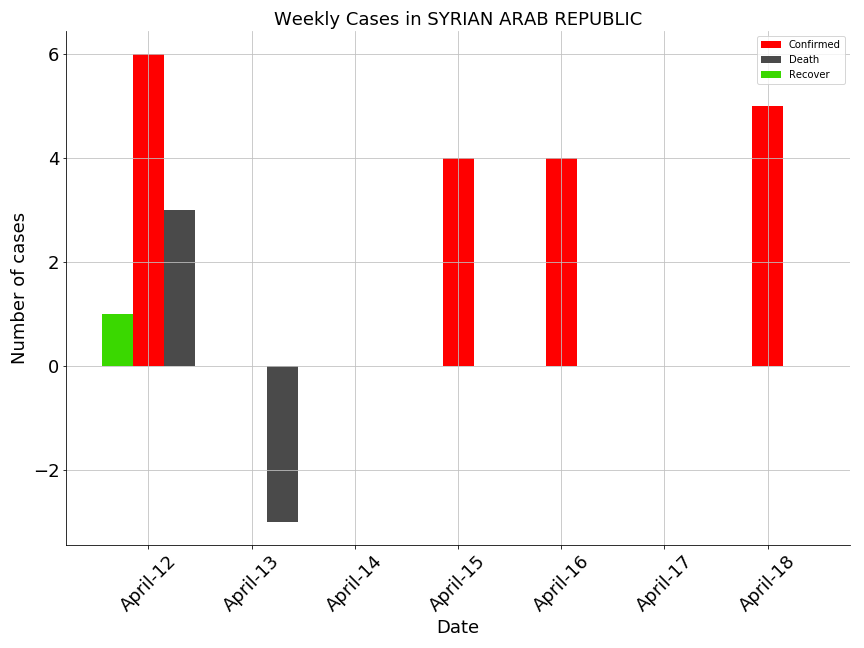 Weekly Cases in SYRIAN ARAB REPUBLIC
Confirmed
Death
Recover
6
4
2
0
−2
Number of cases
April-12
April-13
April-14
April-15
April-16
April-17
April-18
Date